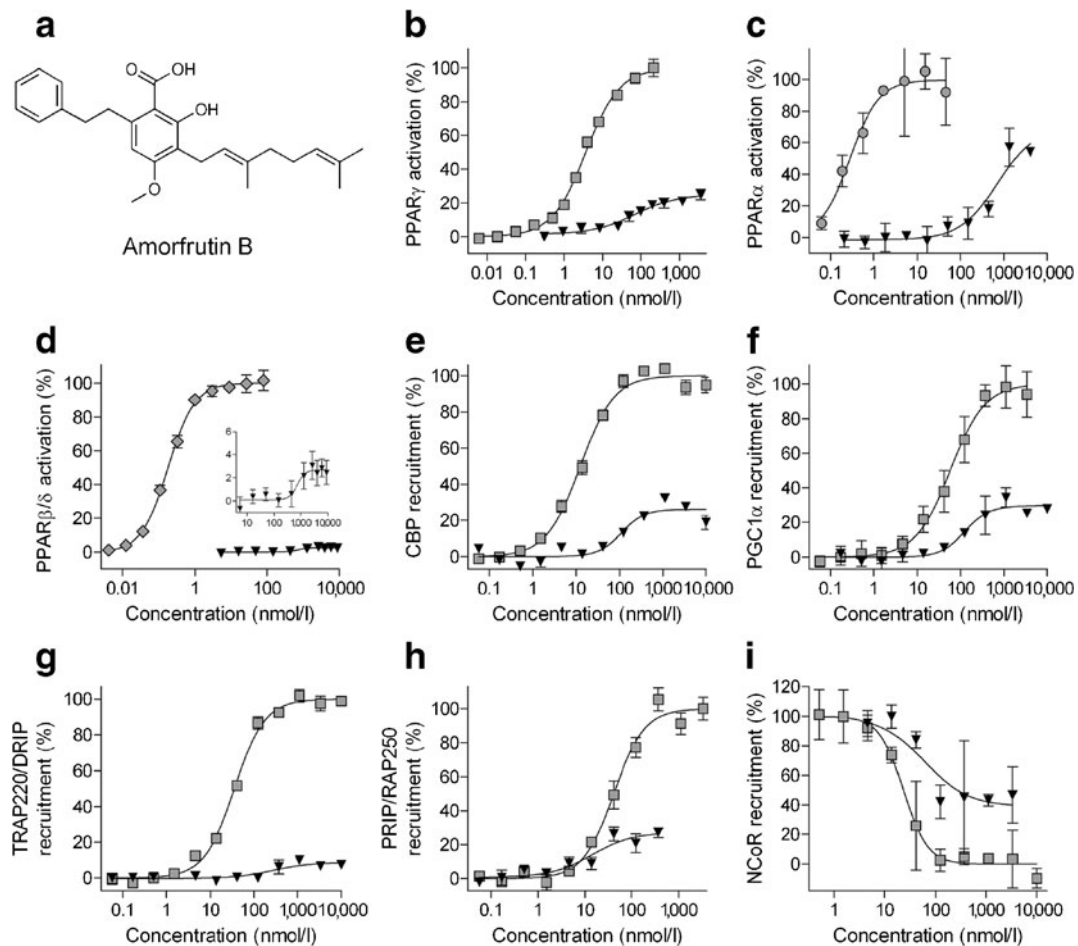 a
O
OH
OH
O
Amorfrutin B
b
PPARγ activation (%)
100
80
60
40
20
0
0.01 0.1 1 10 100 1,000
Concentration (nmol/l)
c
PPARα activation (%)
100
80
60
40
20
0
0.1 1 10 100 1,000 10,000
Concentration (nmol/l)
d
PPARβ/δ activation (%)
100
80
60
40
20
0
6
4
2
0
10 100 1,000 10,000
0.01 1 100 10,000
Concentration (nmol/l)
e
CBP recruitment (%)
100
50
0
0.1 1 10 100 1,000 10,000
Concentration (nmol/l)
f
PGC1α recruitment (%)
100
80
60
40
20
0
0.1 1 10 100 1,000 10,000
Concentration (nmol/l)
g
TRAP220/DRIP
recruitment (%)
100
80
60
40
20
0
0.1 1 10 100 1,000 10,000
Concentration (nmol/l)
h
PRIP/RAP250
recruitment (%)
100
80
60
40
20
0
0.1 1 10 100 1,000
Concentration (nmol/l)
i
NCoR recruitment (%)
120
100
80
60
40
20
0
1 10 100 1,000 10,000
Concentration (nmol/l)